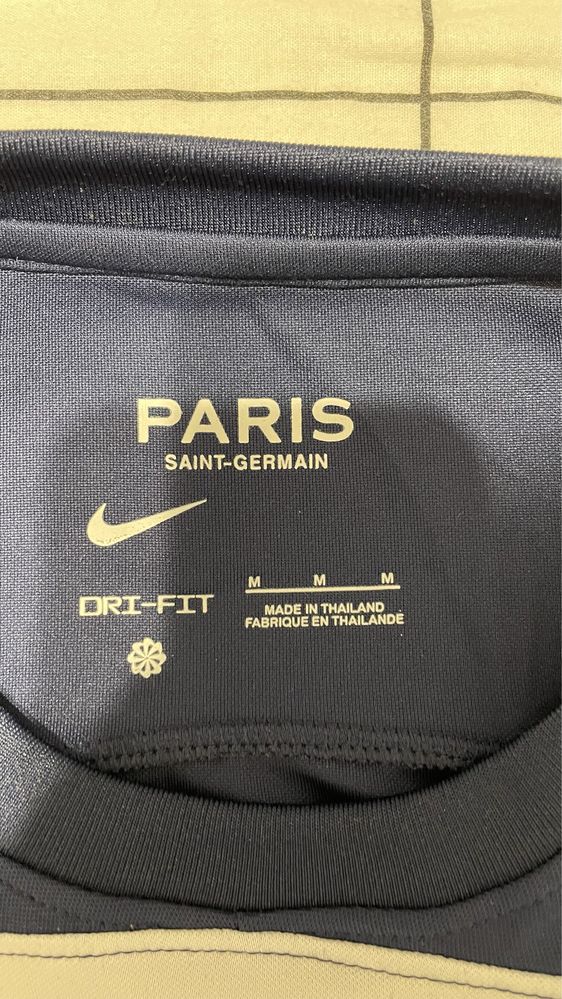 PARIS
SAINT-GERMAIN
DRI-FIT
M M M
MADE IN THAILAND
FABRIQUE EN THAILANDE